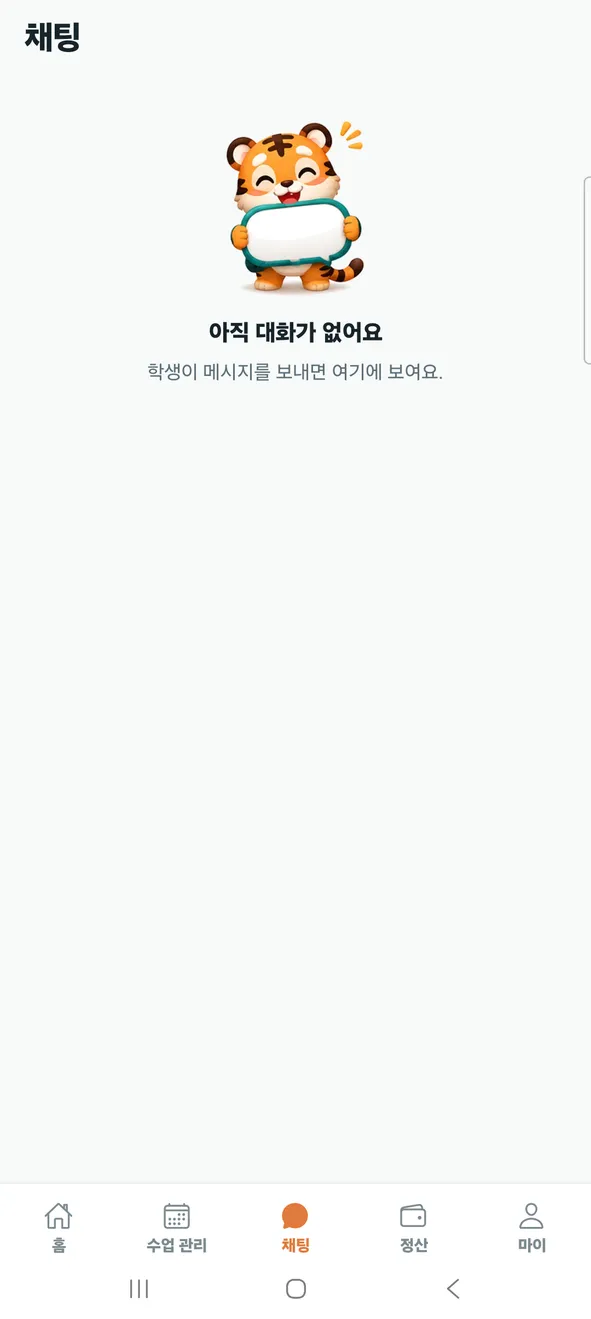 채팅
아직 대화가 없어요
학생이 메시지를 보내면 여기에 보여요.
홈
수업 관리
채팅
정산
마이